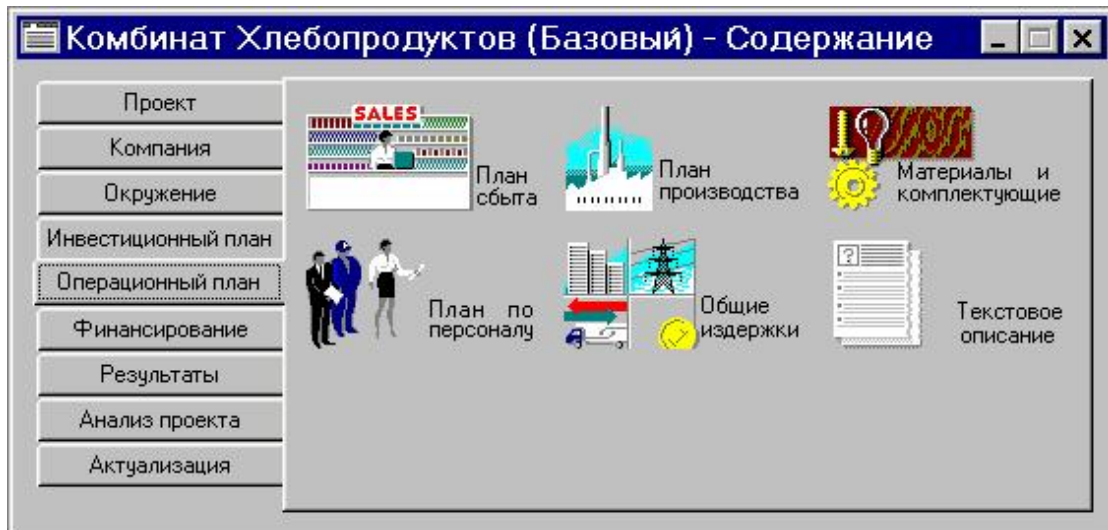 Комбинат Хлебопродуктов (Базовый) - Содержание
Проект
Компания
Окружение
Инвестиционный план
Операционный план
Финансирование
Результаты
Анализ проекта
Актуализация
SALES
План
сбыта
План
производства
Материалы и
комплектующие
План по
персоналу
Общие
издержки
?
Текстовое
описание